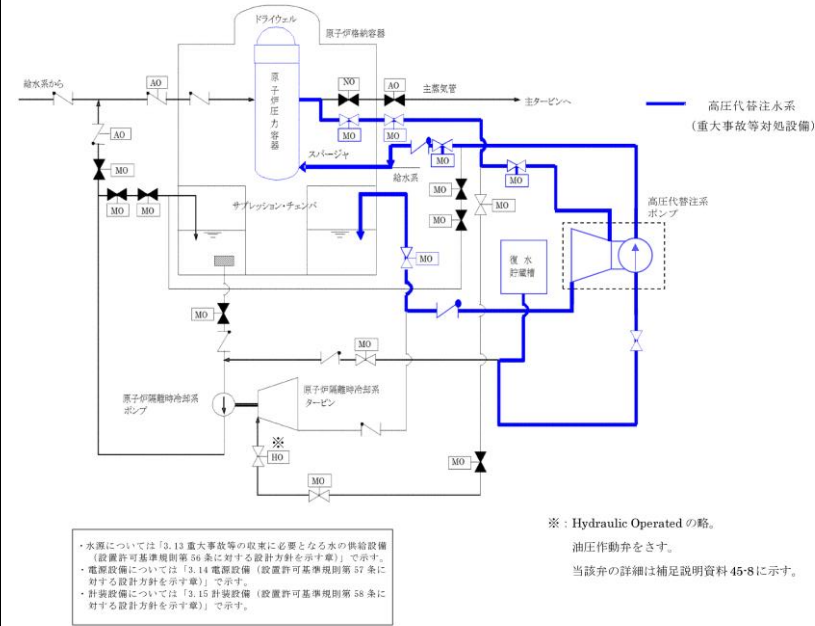 ドライウェル
原子炉格納容器
給水系から
AO
原子炉圧力容器
NO
AO
主蒸気管
主タービンへ
高圧代替注水系
(重大事故等対処設備)
AO
MO
MO
MO
スパージャ
給水系
MO
MO
MO
MO
MO
サプレッション・チェンバ
MO
MO
MO
MO
高圧代替注系
ポンプ
復水
貯蔵槽
MO
MO
原子炉隔離時冷却系
ポンプ
原子炉隔離時冷却系
タービン
※
HO
MO
MO
・水源については「3.13 重大事故等の収束に必要となる水の供給設備
(設置許可基準規則第 56 条に対する設計方針を示す章)」で示す。
・電源設備については「3.14 電源設備(設置許可基準規則第 57 条に
対する設計方針を示す章)」で示す。
・計装設備については「3.15 計装設備(設置許可基準規則第 58 条に
対する設計方針を示す章)」で示す。
※:Hydraulic Operated の略。
油圧作動弁をさす。
当該弁の詳細は補足説明資料 45-8 に示す。